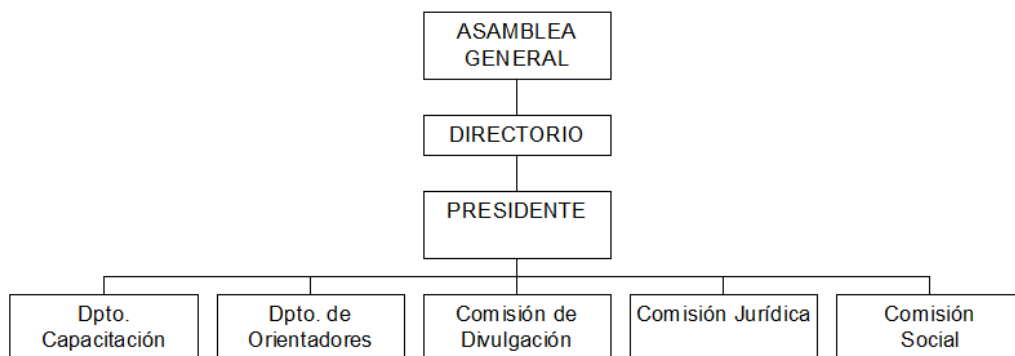 ASAMBLEA
GENERAL
DIRECTORIO
PRESIDENTE
Dpto.
Capacitación
Dpto. de
Orientadores
Comisión de
Divulgación
Comisión Jurídica
Comisión
Social